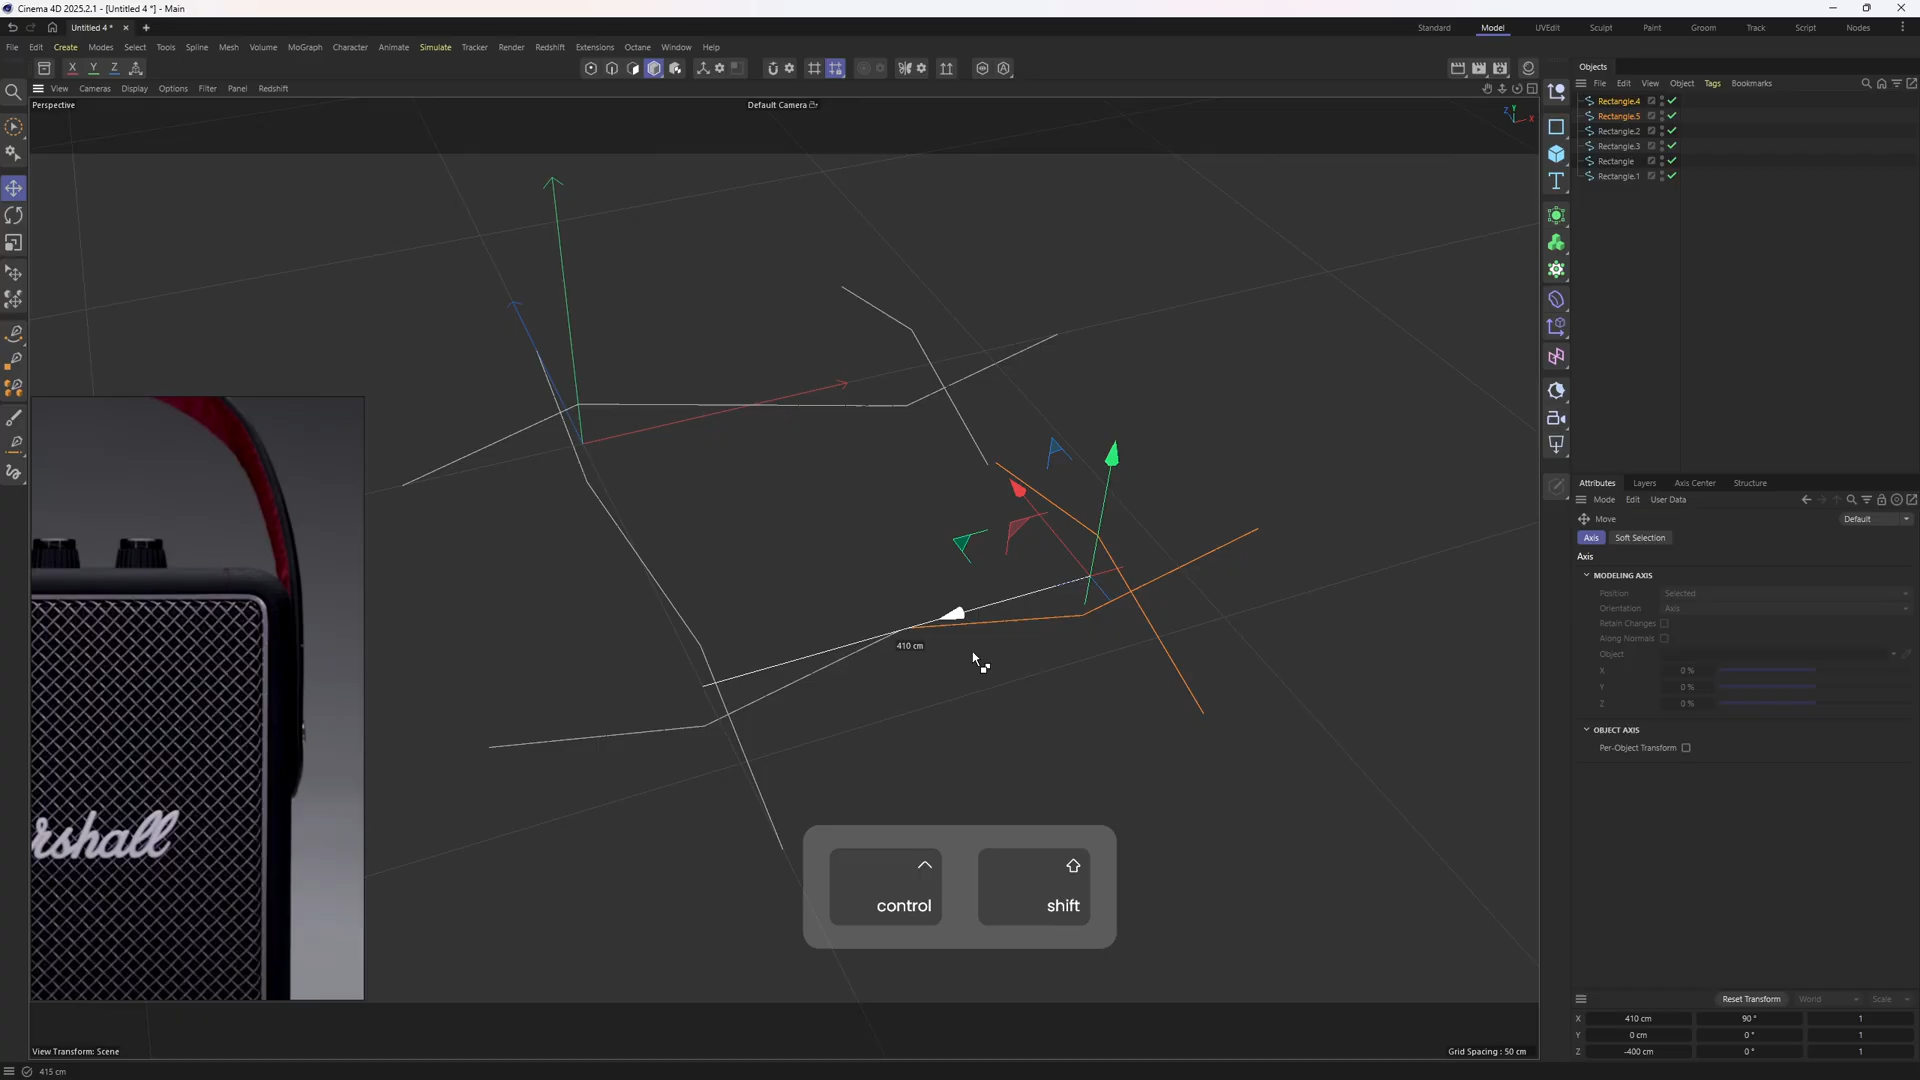 Cinema 4D 2025.2.1 - [Untitled 4 *] - Main
Untitled 4 *
Standard Model UVEdit Sculpt Paint Groom Track Script Nodes
File Edit Create Modes Select Tools Spline Mesh Volume MoGraph Character Animate Simulate Tracker Render Redshift Extensions Octane Window Help
X Y Z
View Cameras Display Options Filter Panel Redshift
Perspective
Default Camera
Y
Z
X
410 cm
rshall
control
shift
View Transform: Scene
Grid Spacing : 50 cm
415 cm
Objects
File Edit View Object Tags Bookmarks
Rectangle.4
Rectangle.5
Rectangle.2
Rectangle.3
Rectangle
Rectangle.1
Attributes Layers Axis Center Structure
Mode Edit User Data
Move
Default
Axis Soft Selection
Axis
MODELING AXIS
Position Selected
Orientation Axis
Retain Changes
Along Normals
Object
X 0 %
Y 0 %
Z 0 %
OBJECT AXIS
Per-Object Transform
Reset Transform World Scale
X 410 cm 90 ° 1
Y 0 cm 0 ° 1
Z -400 cm 0 ° 1